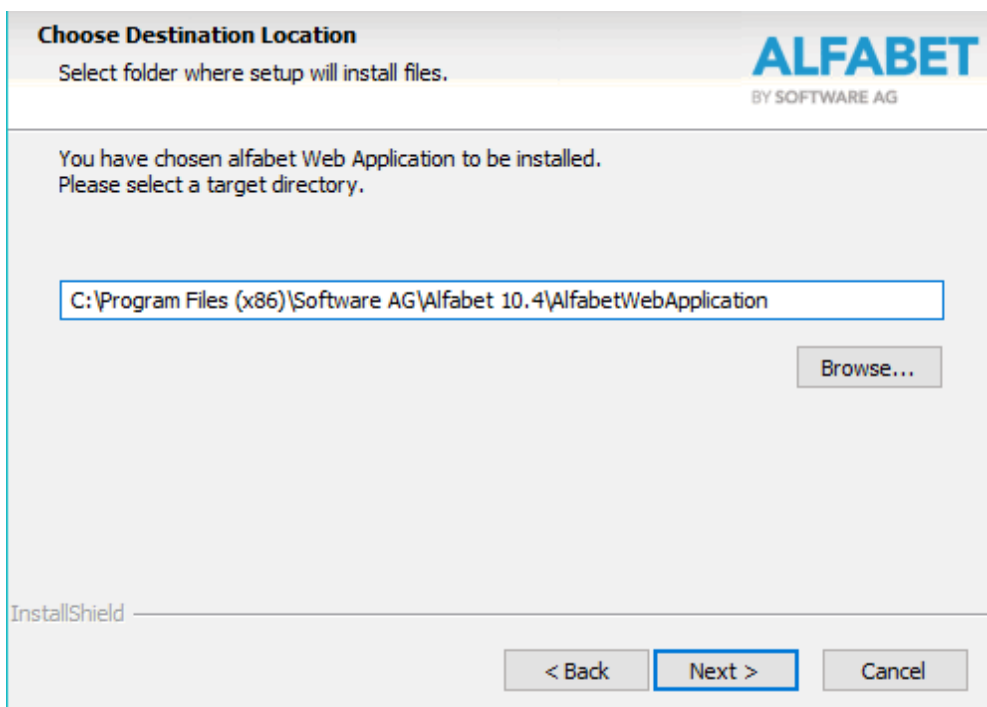 Choose Destination Location
Select folder where setup will install files.
ALFABET
BY SOFTWARE AG
You have chosen alfabet Web Application to be installed.
Please select a target directory.
C:\Program Files (x86)\Software AG\Alfabet 10.4\AlfabetWebApplication
Browse...
InstallShield
< Back Next > Cancel